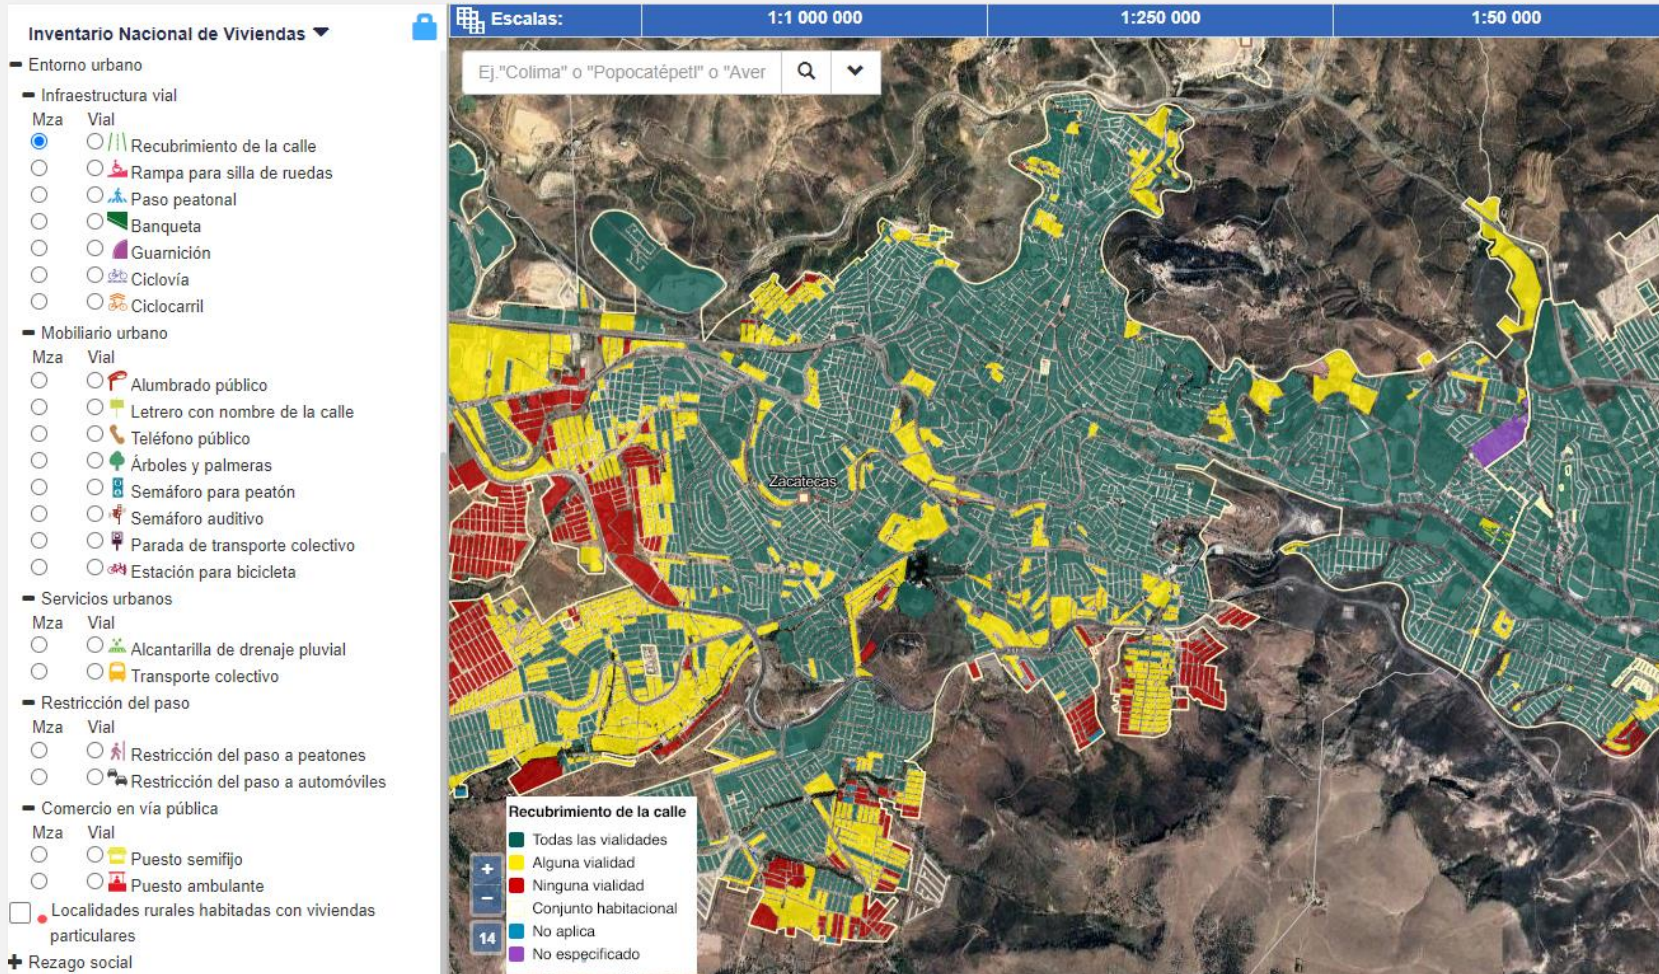 Inventario Nacional de Viviendas
Entorno urbano
Infraestructura vial
Mza Vial
Recubrimiento de la calle
Rampa para silla de ruedas
Paso peatonal
Banqueta
Guarnición
Ciclovía
Ciclocarril
Mobiliario urbano
Mza Vial
Alumbrado público
Letrero con nombre de la calle
Teléfono público
Árboles y palmeras
Semáforo para peatón
Semáforo auditivo
Parada de transporte colectivo
Estación para bicicleta
Servicios urbanos
Mza Vial
Alcantarilla de drenaje pluvial
Transporte colectivo
Restricción del paso
Mza Vial
Restricción del paso a peatones
Restricción del paso a automóviles
Comercio en vía pública
Mza Vial
Puesto semifijo
Puesto ambulante
Localidades rurales habitadas con viviendas
particulares
Rezago social
Escalas: 1:1 000 000 1:250 000 1:50 000
Ej."Colima" o "Popocatépetl" o "Aver
Zacatecas
Recubrimiento de la calle
Todas las vialidades
Alguna vialidad
Ninguna vialidad
Conjunto habitacional
No aplica
No especificado
+
−
14